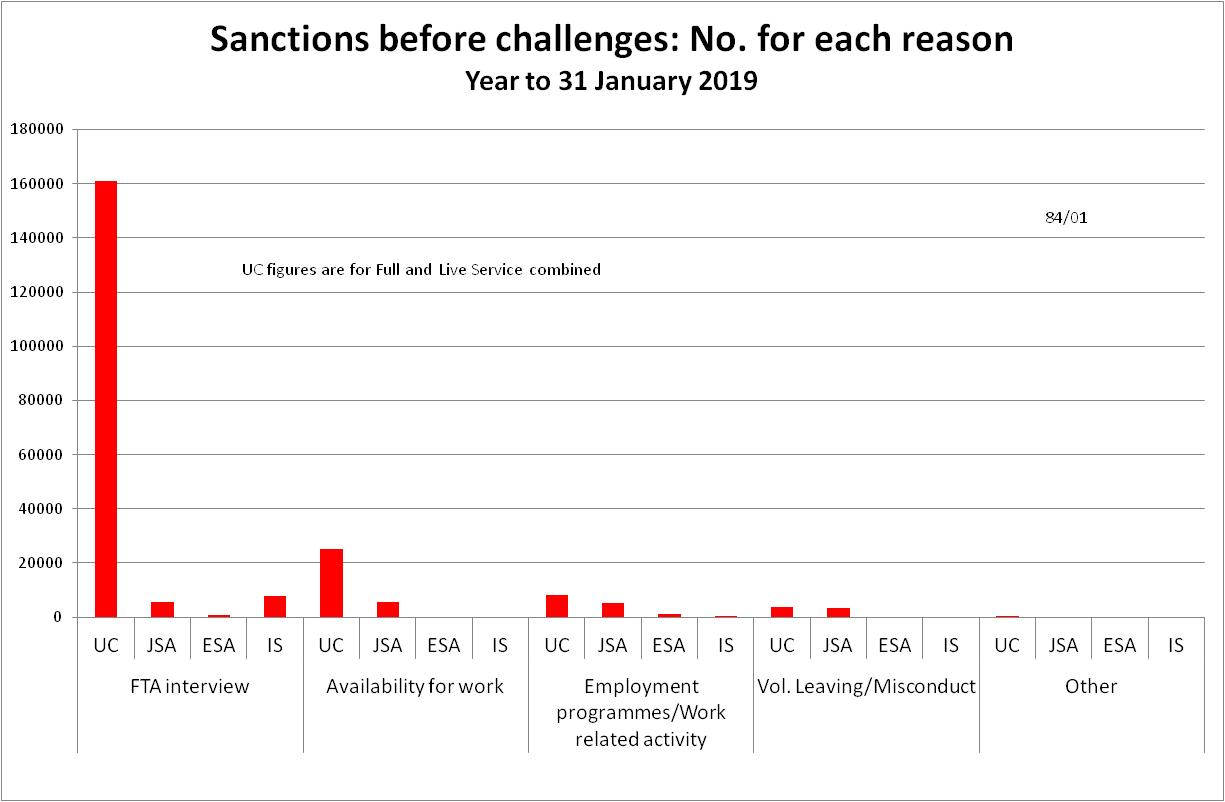 Sanctions before challenges: No. for each reason
Year to 31 January 2019
180000
160000
84/01
140000
UC figures are for Full and Live Service combined
120000
100000
80000
60000
40000
20000
0
UC JSA ESA IS UC JSA ESA IS UC JSA ESA IS UC JSA ESA IS UC JSA ESA IS
FTA interview Availability for work Employment Vol. Leaving/Misconduct Other
programmes/Work
related activity